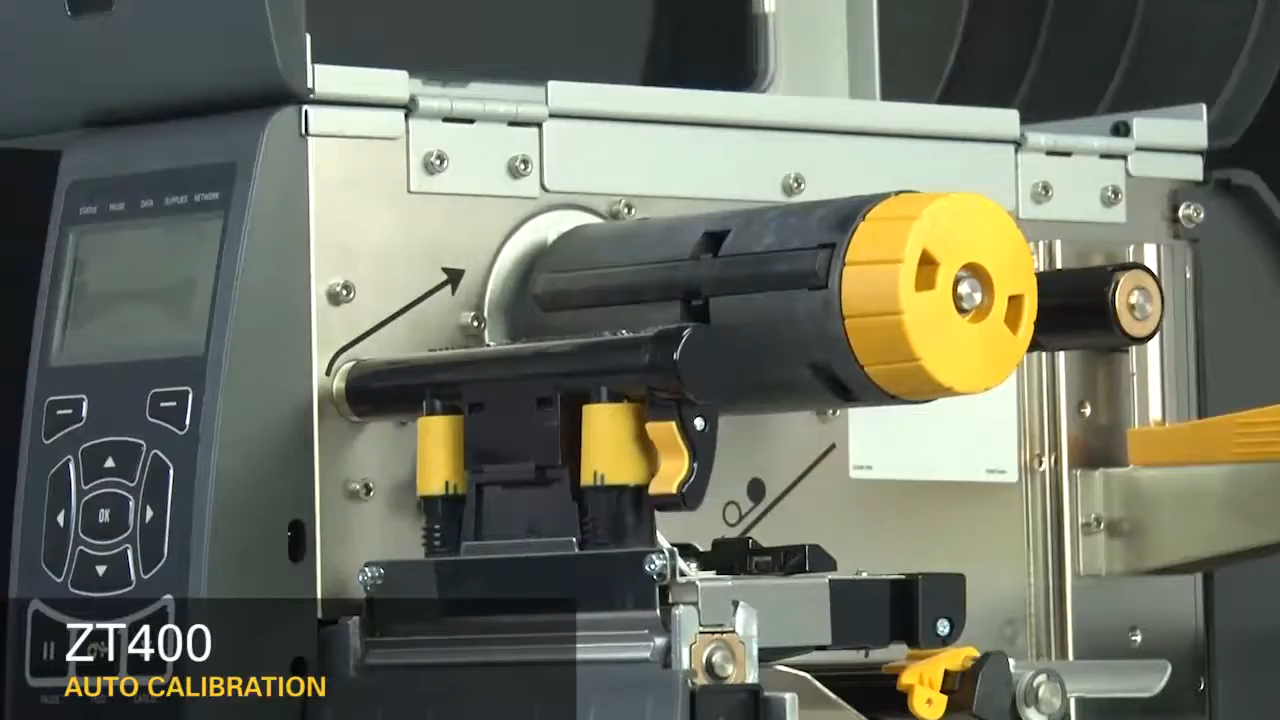 STATUS PAUSE DATA SUPPLIES NETWORK
OK
ZT400
AUTO CALIBRATION